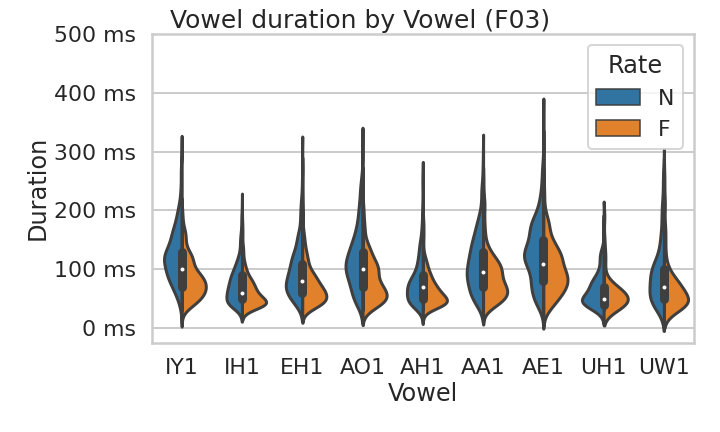 Vowel duration by Vowel (F03)
500 ms
400 ms
300 ms
200 ms
100 ms
0 ms
Duration
Rate
N
F
IY1 IH1 EH1 AO1 AH1 AA1 AE1 UH1 UW1
Vowel